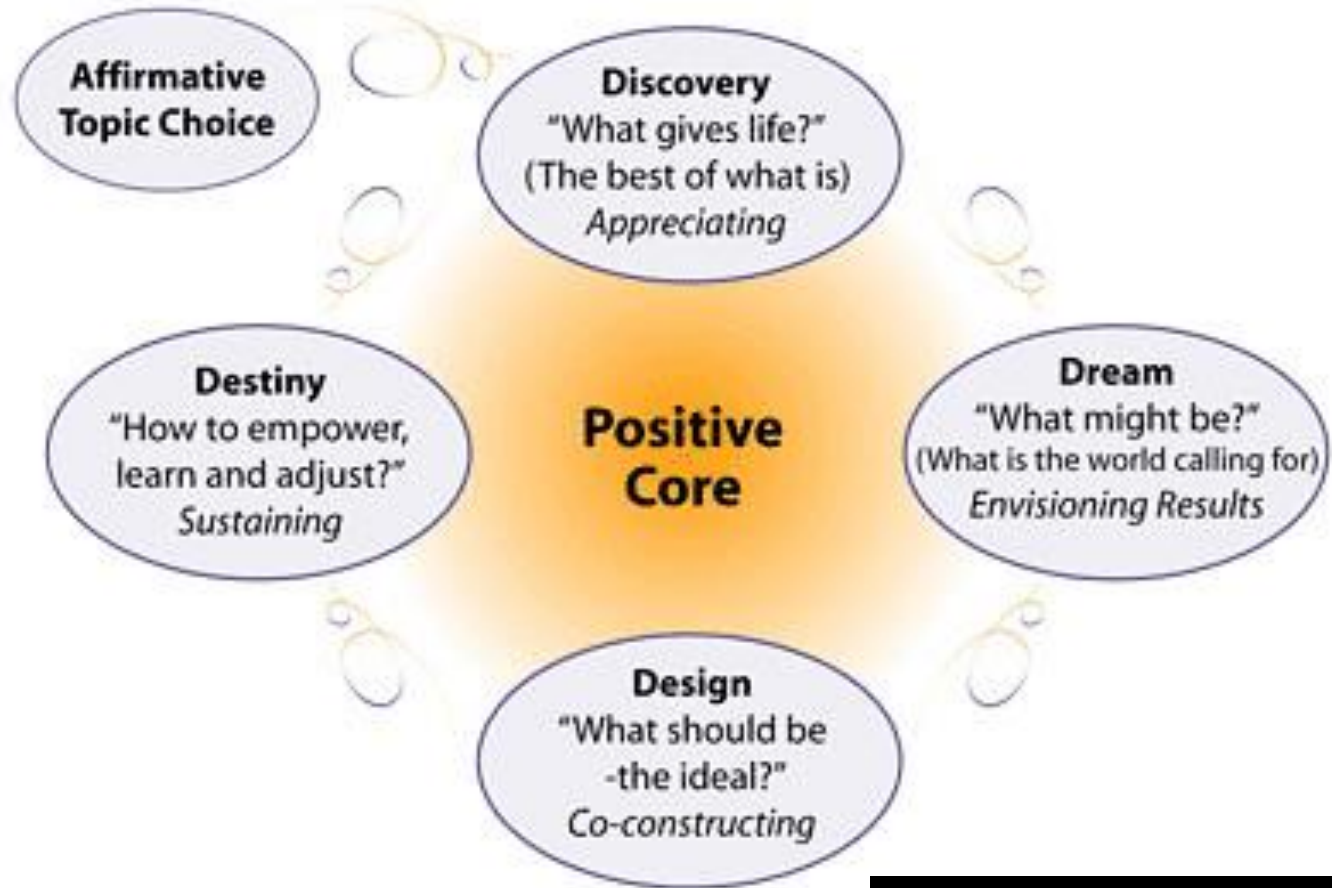 Affirmative
Topic Choice
Discovery
“What gives life?”
(The best of what is)
Appreciating
Destiny
“How to empower,
learn and adjust?”
Sustaining
Positive
Core
Dream
“What might be?”
(What is the world calling for)
Envisioning Results
Design
“What should be
-the ideal?”
Co-constructing